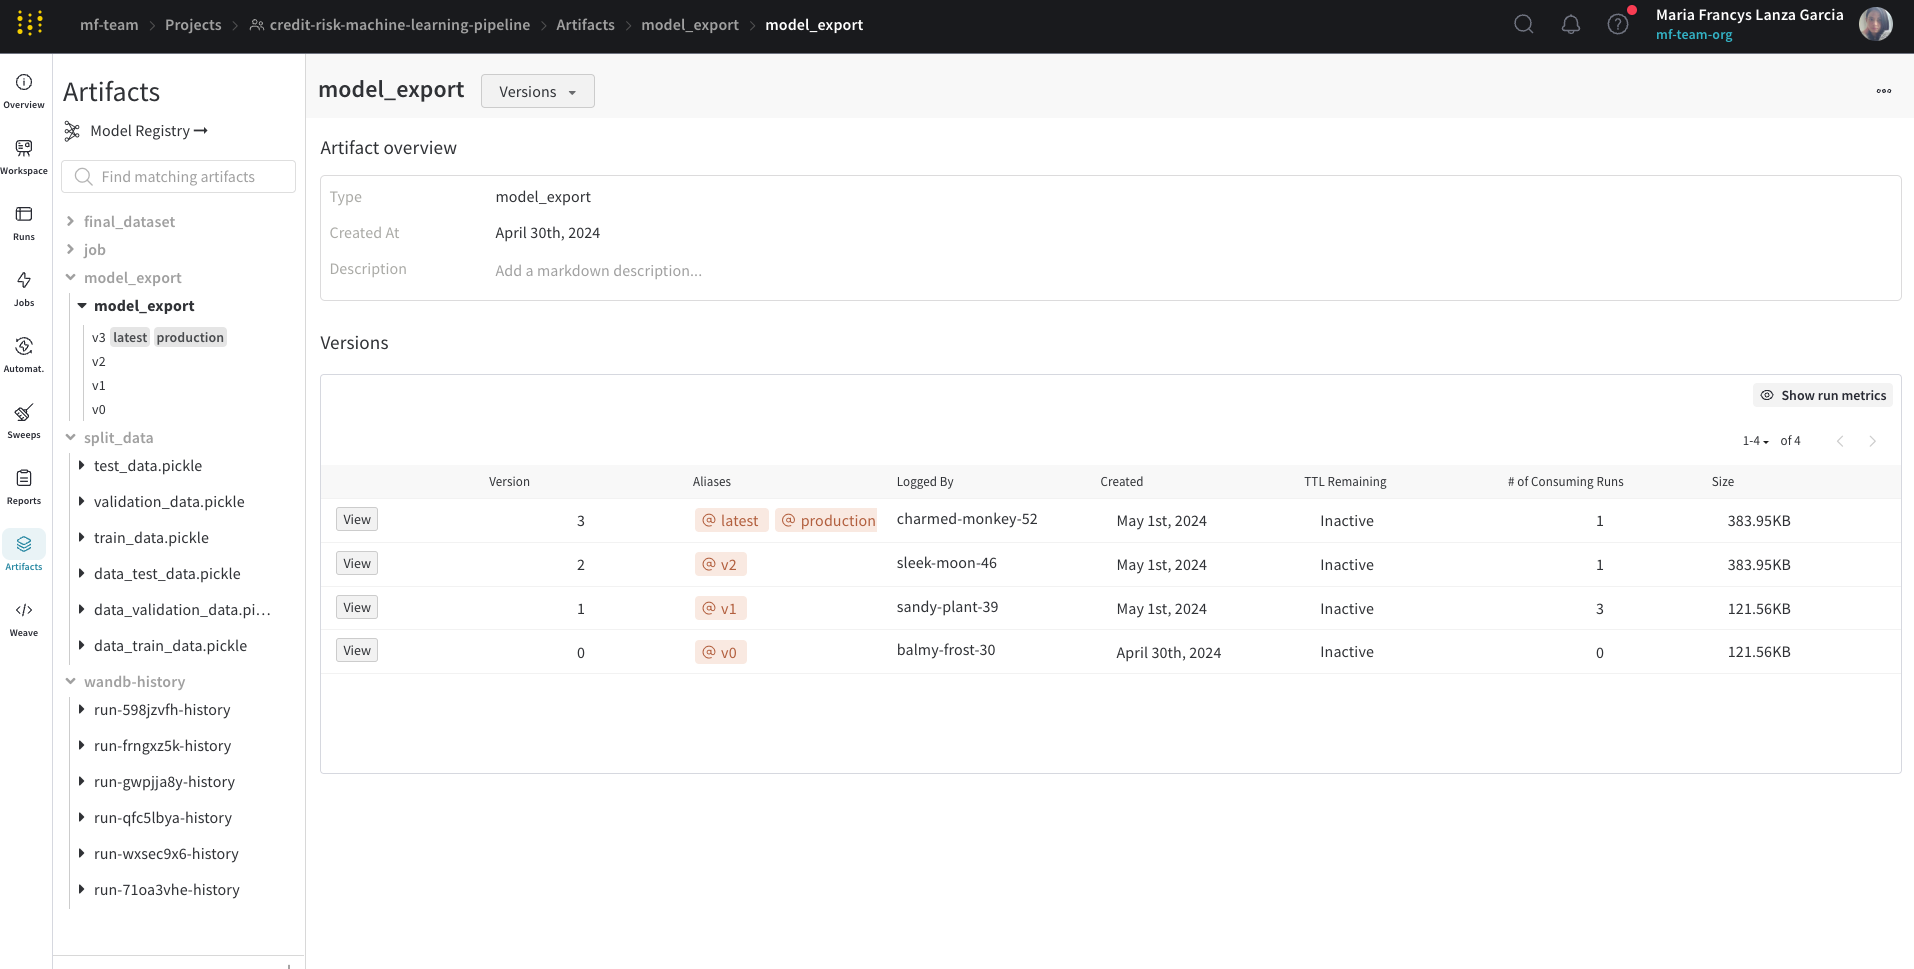 mf-team > Projects > credit-risk-machine-learning-pipeline > Artifacts > model_export > model_export
Maria Francys Lanza Garcia
mf-team-org
Overview
Workspace
Runs
Jobs
Automat.
Sweeps
Reports
Artifacts
Weave
Artifacts
Model Registry
Find matching artifacts
final_dataset
job
model_export
model_export
v3 latest production
v2
v1
v0
split_data
test_data.pickle
validation_data.pickle
train_data.pickle
data_test_data.pickle
data_validation_data.pi...
data_train_data.pickle
wandb-history
run-598jzvfh-history
run-frngxz5k-history
run-gwpjja8y-history
run-qfc5lbya-history
run-wxsec9x6-history
run-71oa3vhe-history
model_export Versions
Artifact overview
Type model_export
Created At April 30th, 2024
Description Add a markdown description...
Versions
Show run metrics
1-4 of 4
Version Aliases Logged By Created TTL Remaining # of Consuming Runs Size
View 3 @ latest @ production charmed-monkey-52 May 1st, 2024 Inactive 1 383.95KB
View 2 @ v2 sleek-moon-46 May 1st, 2024 Inactive 1 383.95KB
View 1 @ v1 sandy-plant-39 May 1st, 2024 Inactive 3 121.56KB
View 0 @ v0 balmy-frost-30 April 30th, 2024 Inactive 0 121.56KB